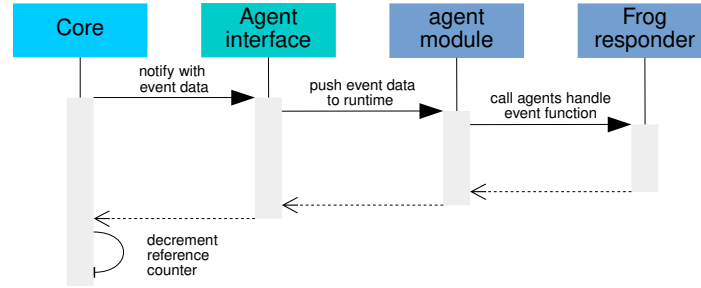 Core
Agent
interface
agent
module
Frog
responder
notify with
event data
push event data
to runtime
call agents handle
event function
decrement
reference
counter